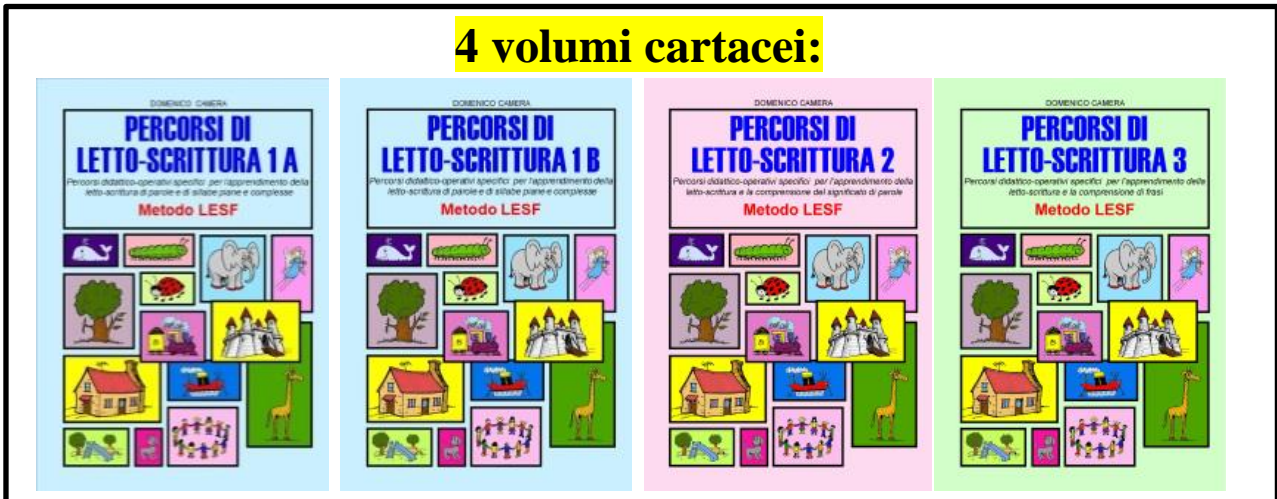 4 volumi cartacei:
DOMENICO CAMERA
PERCORSI DI
LETTO-SCRITTURA 1 A
Percorsi didattico-operativi specifici per l'apprendimento della
letto-scrittura di parole e di sillabe piane e complesse
Metodo LESF
DOMENICO CAMERA
PERCORSI DI
LETTO-SCRITTURA 1 B
Percorsi didattico-operativi specifici per l'apprendimento della
letto-scrittura di parole e di sillabe piane e complesse
Metodo LESF
DOMENICO CAMERA
PERCORSI DI
LETTO-SCRITTURA 2
Percorsi didattico-operativi specifici per l'apprendimento della
letto-scrittura e la comprensione del significato di parole
Metodo LESF
DOMENICO CAMERA
PERCORSI DI
LETTO-SCRITTURA 3
Percorsi didattico-operativi specifici per l'apprendimento della
letto-scrittura e la comprensione di frasi
Metodo LESF